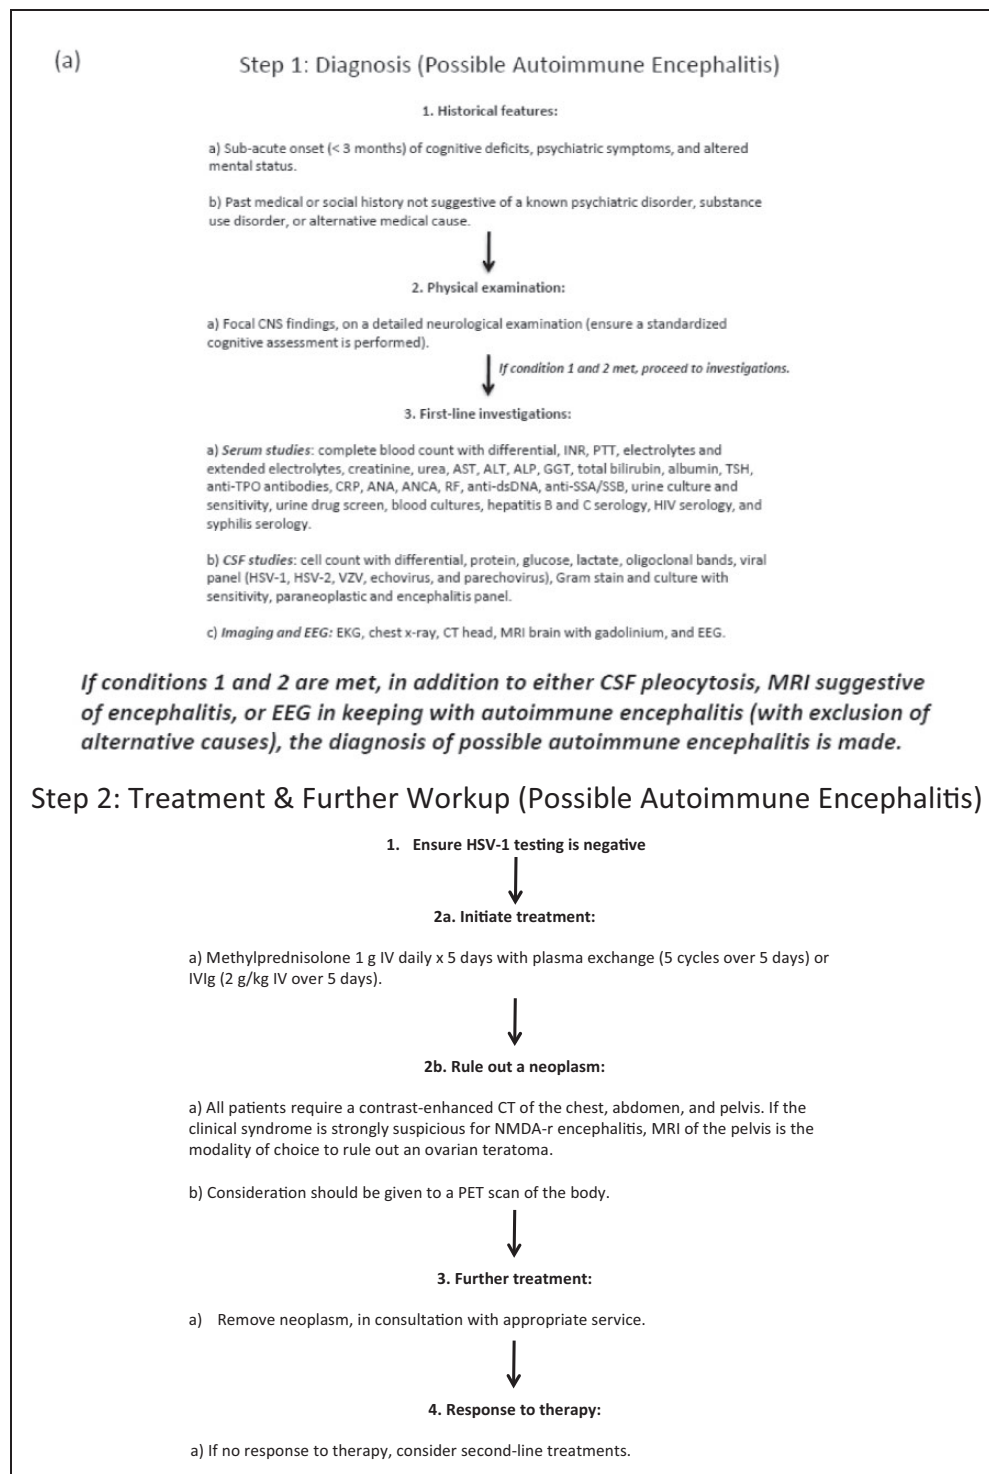 (a)
Step 1: Diagnosis (Possible Autoimmune Encephalitis)
1. Historical features:
a) Sub-acute onset (< 3 months) of cognitive deficits, psychiatric symptoms, and altered
mental status.
b) Past medical or social history not suggestive of a known psychiatric disorder, substance
use disorder, or alternative medical cause.
2. Physical examination:
a) Focal CNS findings, on a detailed neurological examination (ensure a standardized
cognitive assessment is performed).
If condition 1 and 2 met, proceed to investigations.
3. First-line investigations:
a) Serum studies: complete blood count with differential, INR, PTT, electrolytes and
extended electrolytes, creatinine, urea, AST, ALT, ALP, GGT, total bilirubin, albumin, TSH,
anti-TPO antibodies, CRP, ANA, ANCA, RF, anti-dsDNA, anti-SSA/SSB, urine culture and
sensitivity, urine drug screen, blood cultures, hepatitis B and C serology, HIV serology, and
syphilis serology.
b) CSF studies: cell count with differential, protein, glucose, lactate, oligoclonal bands, viral
panel (HSV-1, HSV-2, VZV, echovirus, and parechovirus), Gram stain and culture with
sensitivity, paraneoplastic and encephalitis panel.
c) Imaging and EEG: EKG, chest x-ray, CT head, MRI brain with gadolinium, and EEG.
If conditions 1 and 2 are met, in addition to either CSF pleocytosis, MRI suggestive
of encephalitis, or EEG in keeping with autoimmune encephalitis (with exclusion of
alternative causes), the diagnosis of possible autoimmune encephalitis is made.
Step 2: Treatment & Further Workup (Possible Autoimmune Encephalitis)
1. Ensure HSV-1 testing is negative
2a. Initiate treatment:
a) Methylprednisolone 1 g IV daily x 5 days with plasma exchange (5 cycles over 5 days) or
IVIg (2 g/kg IV over 5 days).
2b. Rule out a neoplasm:
a) All patients require a contrast-enhanced CT of the chest, abdomen, and pelvis. If the
clinical syndrome is strongly suspicious for NMDA-r encephalitis, MRI of the pelvis is the
modality of choice to rule out an ovarian teratoma.
b) Consideration should be given to a PET scan of the body.
3. Further treatment:
a) Remove neoplasm, in consultation with appropriate service.
4. Response to therapy:
a) If no response to therapy, consider second-line treatments.